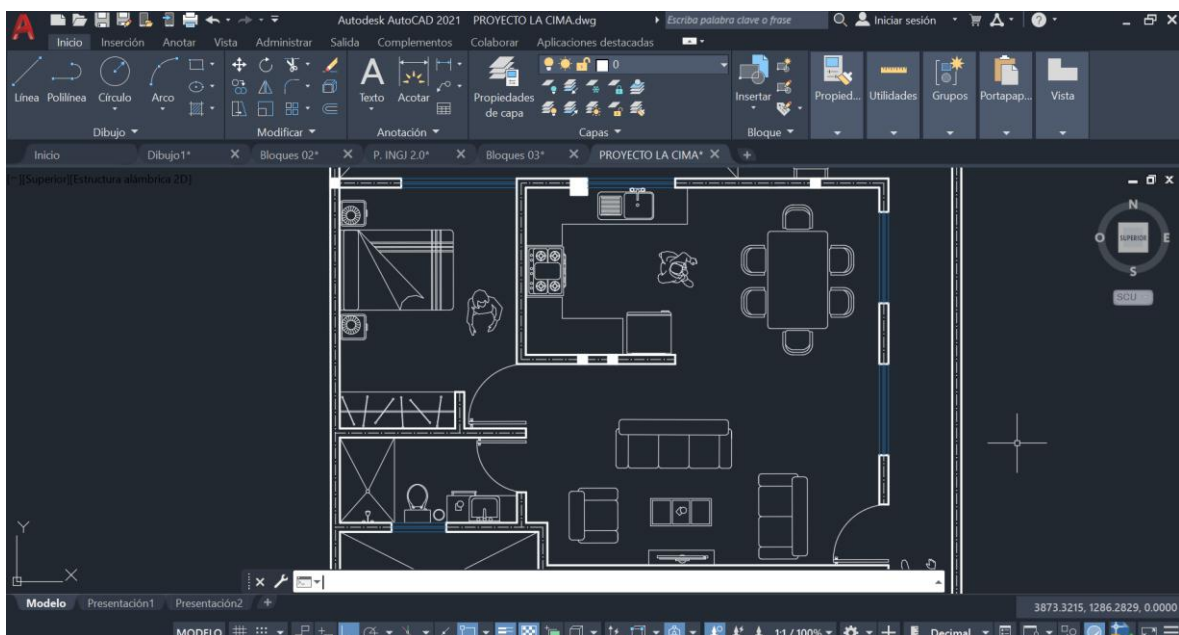 Autodesk AutoCAD 2021 PROYECTO LA CIMA.dwg Escriba palabra clave o frase Iniciar sesión
Inicio Inserción Anotar Vista Administrar Salida Complementos Colaborar Aplicaciones destacadas
0
Línea Polilínea Círculo Arco Texto Acotar Propiedades de capa Insertar Propied... Utilidades Grupos Portapap... Vista
Dibujo Modificar Anotación Capas Bloque
Inicio Dibujo1* Bloques 02* P. INGJ 2.0* Bloques 03* PROYECTO LA CIMA*
[−][Superior][Estructura alámbrica 2D]
N
O SUPERIOR E
S
SCU
Y
X
Modelo Presentación1 Presentación2 + 3873.3215, 1286.2829, 0.0000
MODELO 1:1 / 100% Decimal